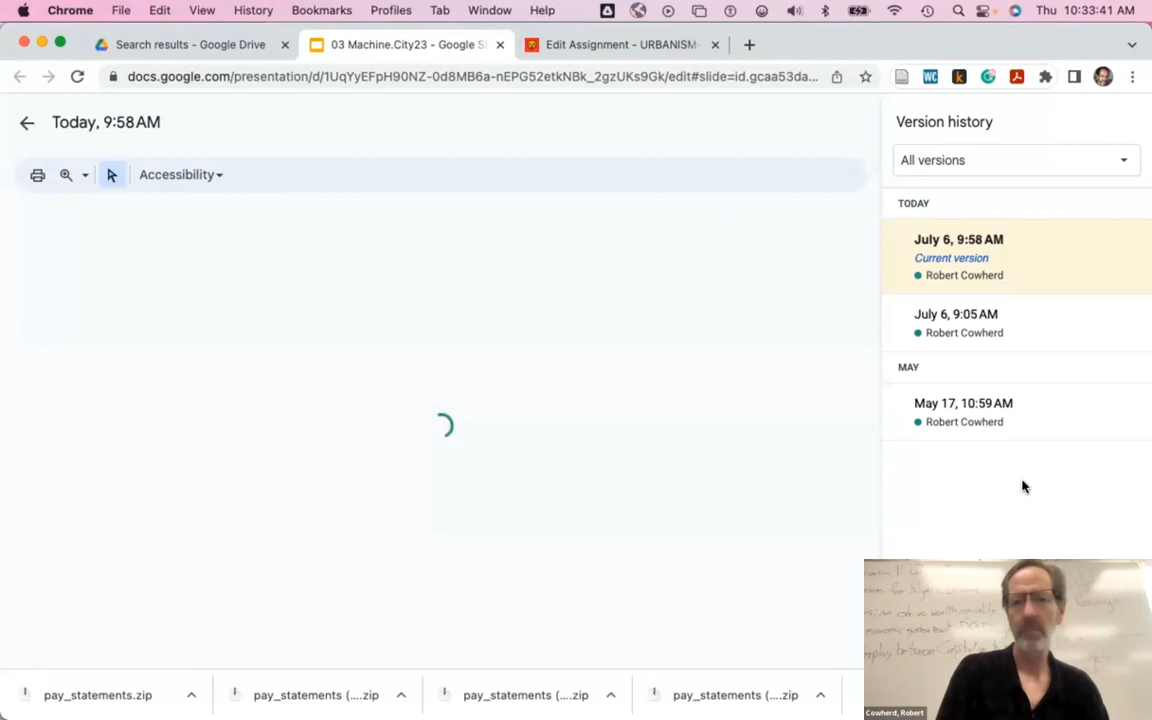 Chrome File Edit View History Bookmarks Profiles Tab Window Help Thu 10:33:41 AM
Search results - Google Drive 03 Machine.City23 - Google S Edit Assignment - URBANISM-
docs.google.com/presentation/d/1UqYyEFpH90NZ-0d8MB6a-nEPG52etkNBk_2gzUKs9Gk/edit#slide=id.gcaa53da...
Today, 9:58 AM
Version history
All versions
Accessibility
TODAY
July 6, 9:58 AM
Current version
Robert Cowherd
July 6, 9:05 AM
Robert Cowherd
MAY
May 17, 10:59 AM
Robert Cowherd
Cowherd, Robert
pay_statements.zip pay_statements (....zip pay_statements (....zip pay_statements (....zip